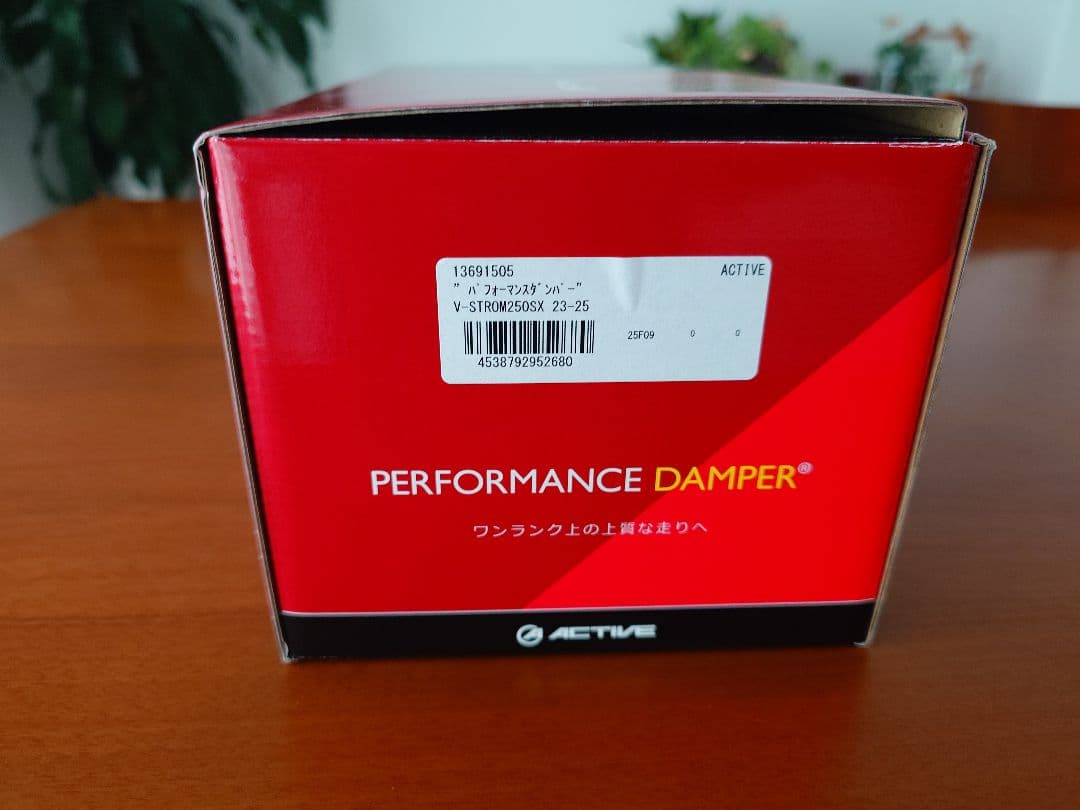 13691505 ACTIVE
" ﾊﾟﾌｫｰﾏﾝｽﾀﾞﾝﾊﾟｰ"
V-STROM250SX 23-25
25F09 0 0
4538792952680
PERFORMANCE DAMPER®
ワンランク上の上質な走りへ
ACTIVE